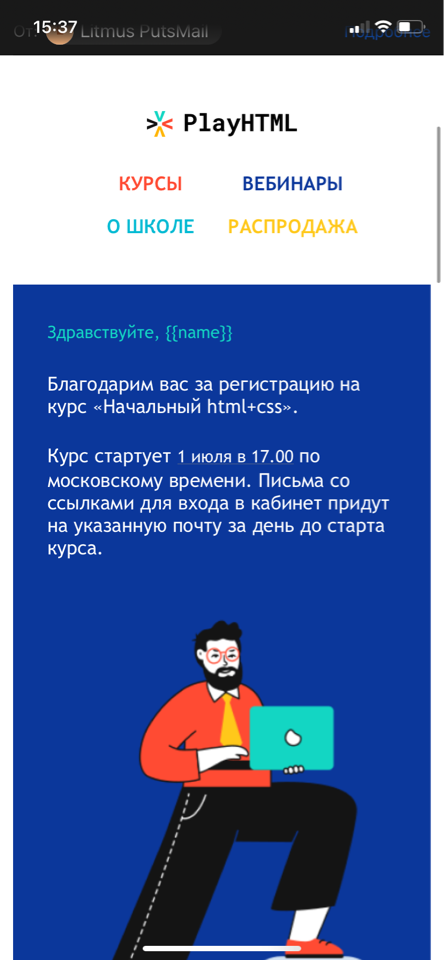 15:37
От:
Litmus PutsMail
Подробнее
PlayHTML
КУРСЫ
ВЕБИНАРЫ
О ШКОЛЕ
РАСПРОДАЖА
Здравствуйте, {{name}}
Благодарим вас за регистрацию на
курс «Начальный html+css».
Курс стартует 1 июля в 17.00 по
московскому времени. Письма со
ссылками для входа в кабинет придут
на указанную почту за день до старта
курса.